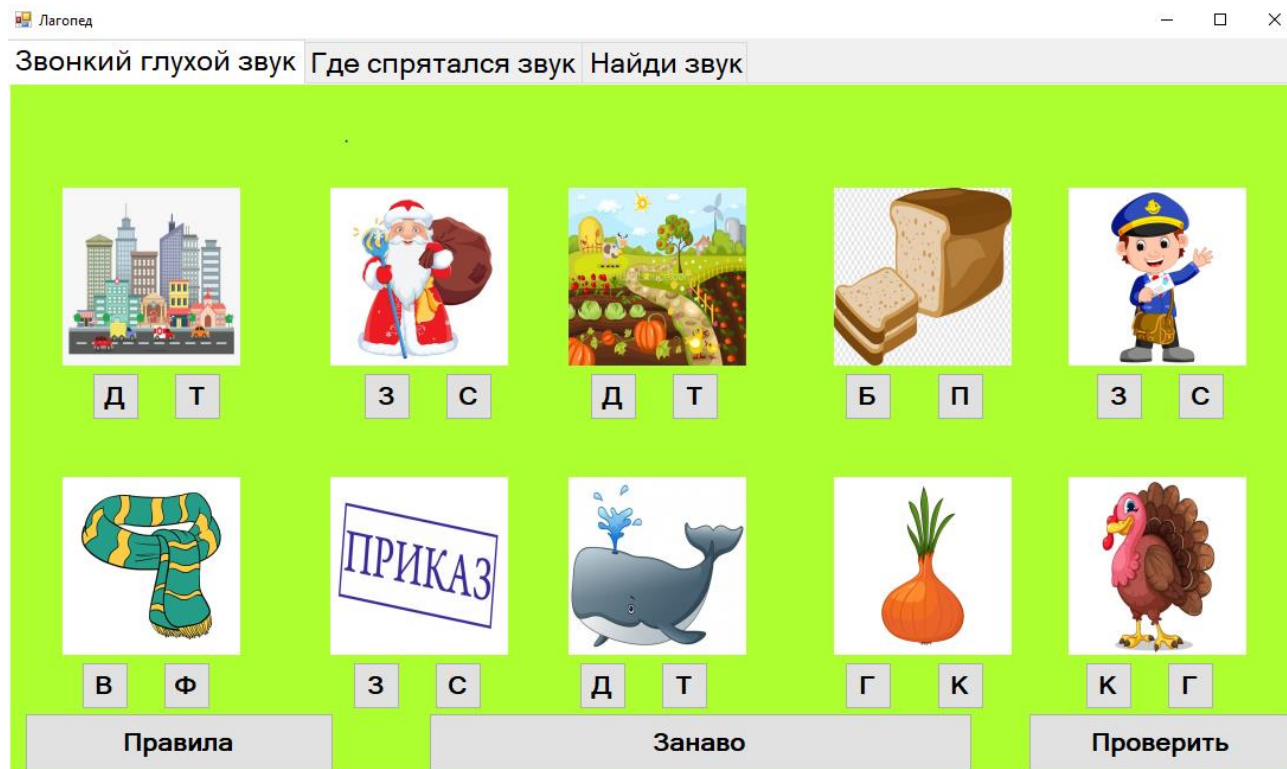 Лагопед
Звонкий глухой звук Где спрятался звук Найди звук
Д Т З С Д Т Б П З С
ПРИКАЗ
В Ф З С Д Т Г К К Г
Правила Занаво Проверить